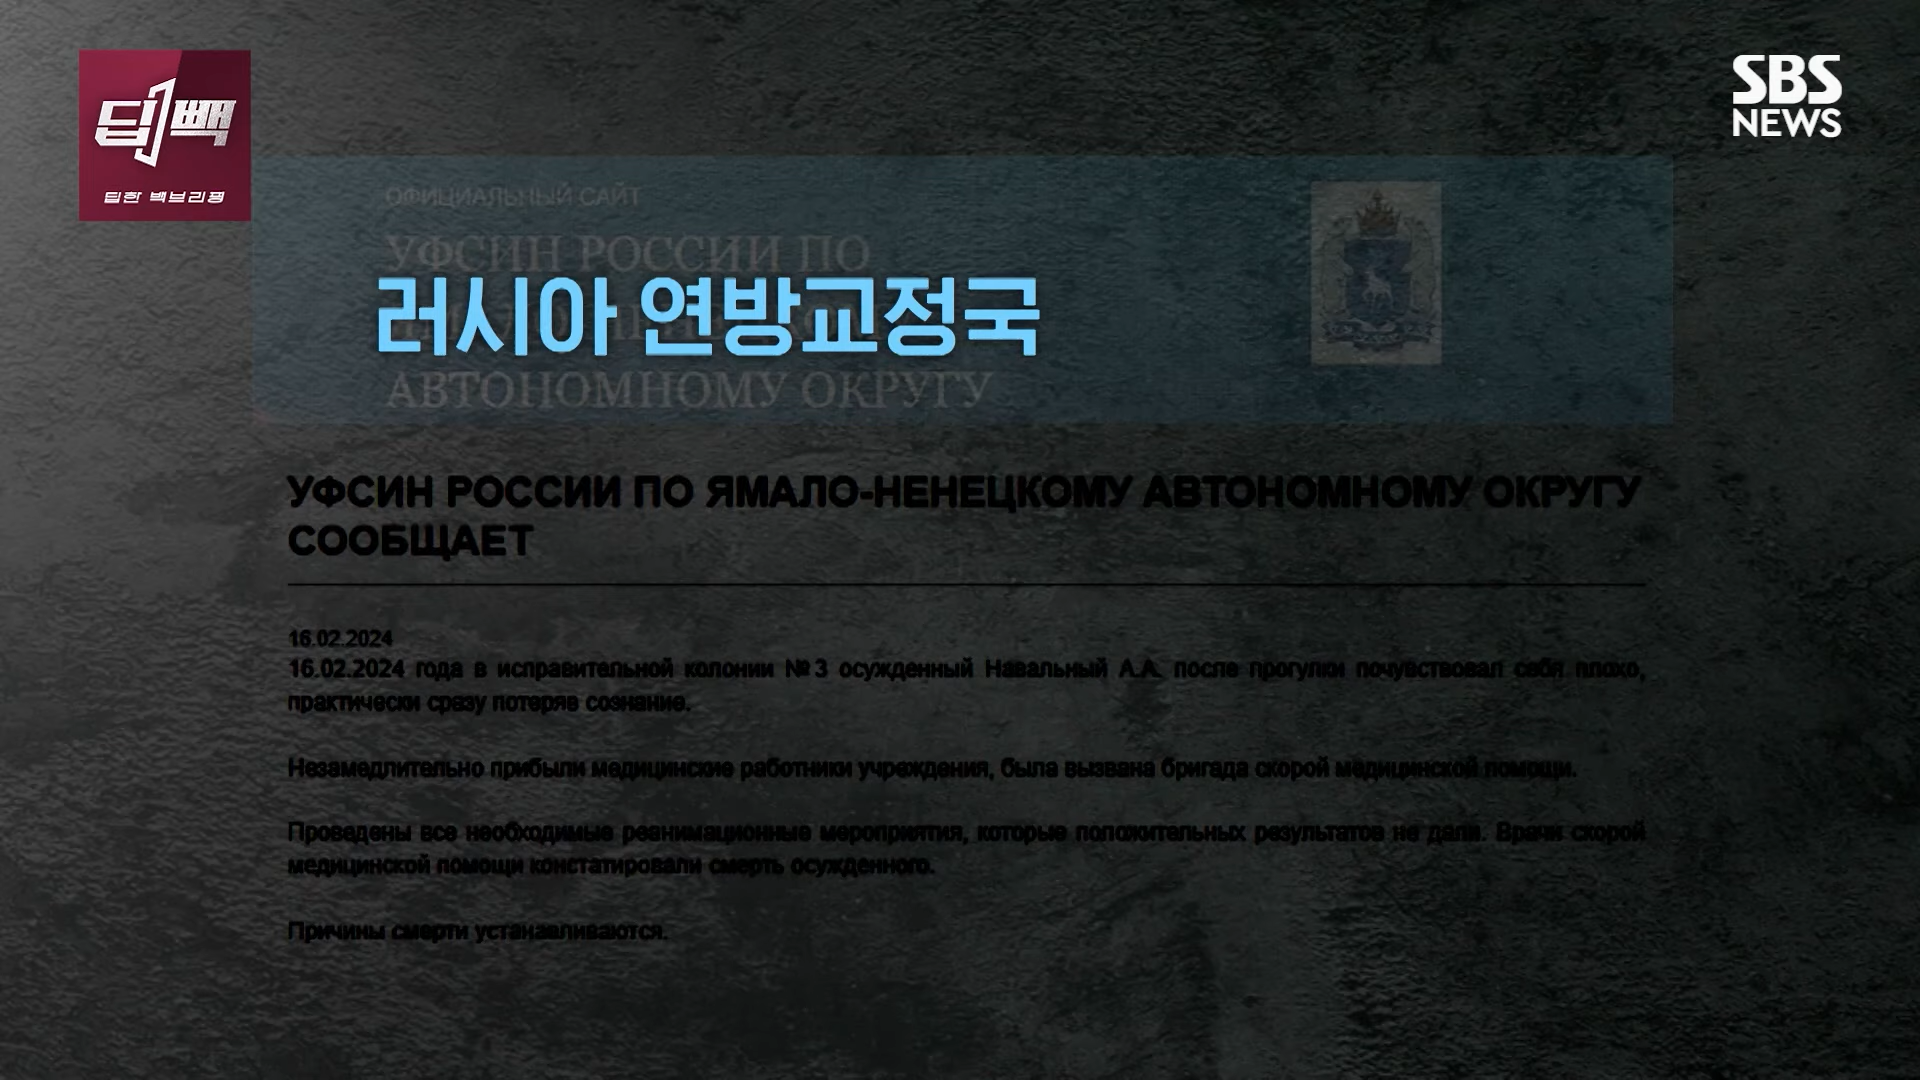 딥빽
딥한 백브리핑
SBS
NEWS
ОФИЦИАЛЬНЫЙ САЙТ
УФСИН РОССИИ ПО
러시아 연방교정국
АВТОНОМНОМУ ОКРУГУ
УФСИН РОССИИ ПО ЯМАЛО-НЕНЕЦКОМУ АВТОНОМНОМУ ОКРУГУ
СООБЩАЕТ
16.02.2024
16.02.2024 года в исправительной колонии №3 осужденный Навальный А.А. после прогулки почувствовал себя плохо,
практически сразу потеряв сознание.
Незамедлительно прибыли медицинские работники учреждения, была вызвана бригада скорой медицинской помощи.
Проведены все необходимые реанимационные мероприятия, которые положительных результатов не дали. Врачи скорой
медицинской помощи констатировали смерть осужденного.
Причины смерти устанавливаются.